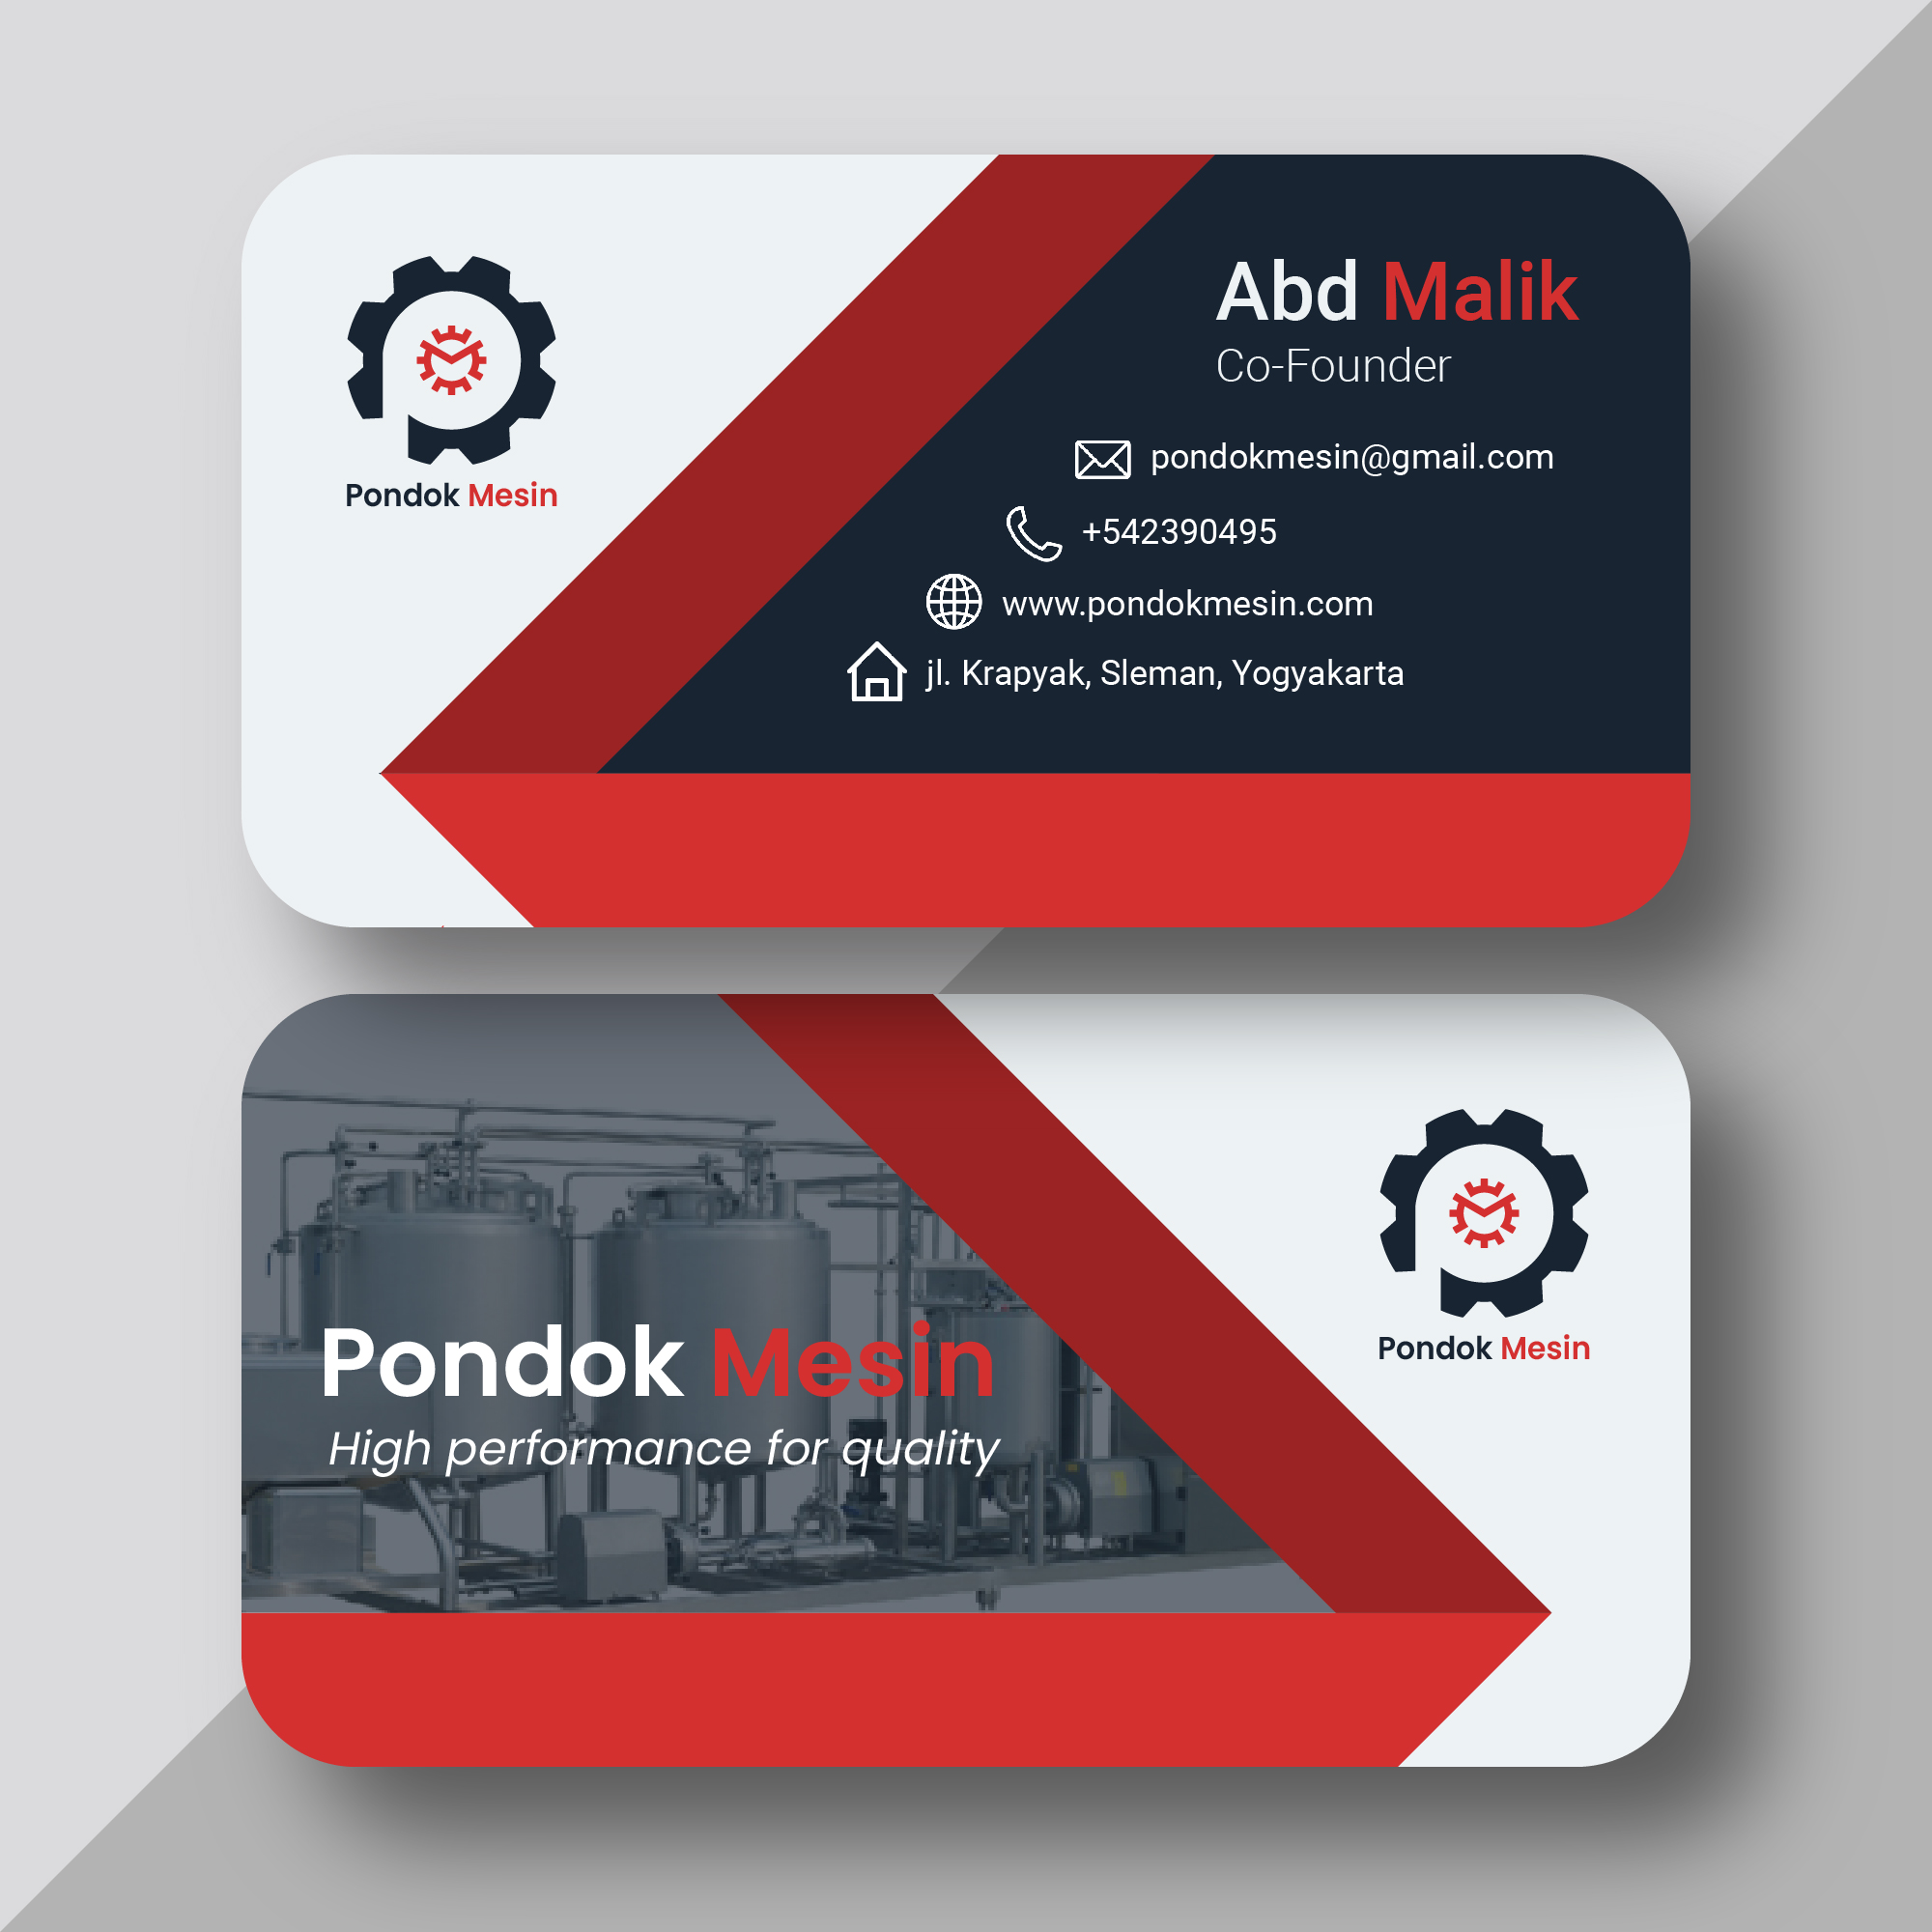 Pondok Mesin
Abd Malik
Co-Founder
pondokmesin@gmail.com
+542390495
www.pondokmesin.com
jl. Krapyak, Sleman, Yogyakarta
Pondok Mesin
High performance for quality
Pondok Mesin